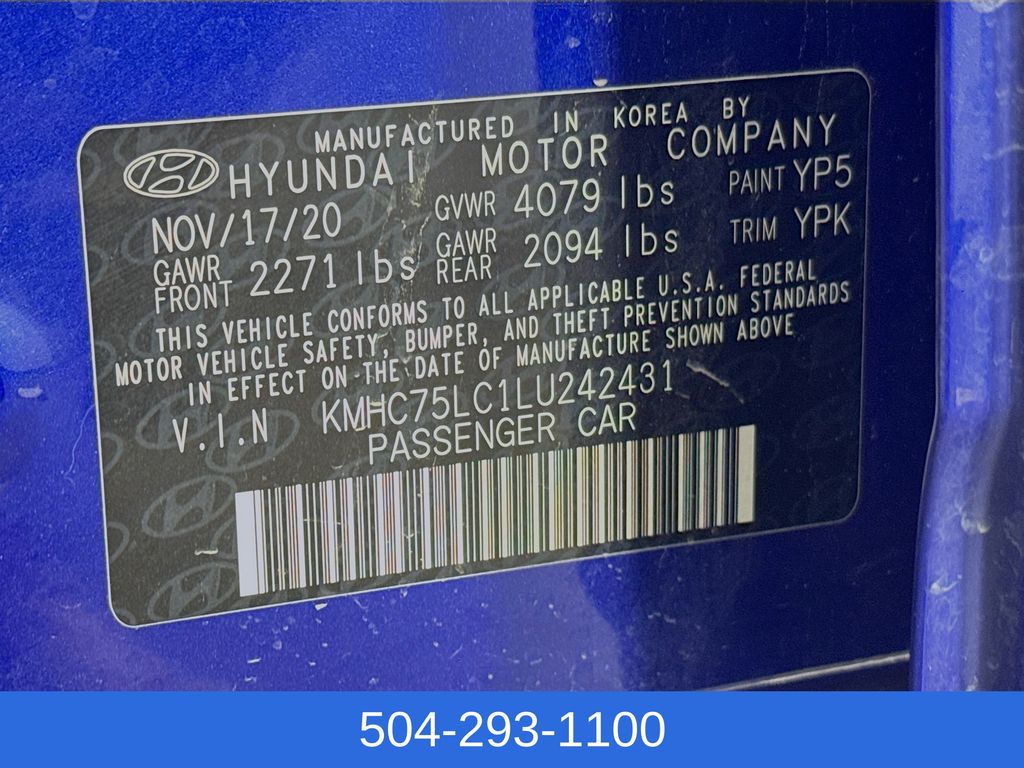 MANUFACTURED IN KOREA BY
HYUNDAI MOTOR COMPANY
NOV/17/20 GVWR 4079 lbs PAINT YP5
GAWR FRONT 2271 lbs GAWR REAR 2094 lbs TRIM YPK
THIS VEHICLE CONFORMS TO ALL APPLICABLE U.S.A. FEDERAL
MOTOR VEHICLE SAFETY, BUMPER, AND THEFT PREVENTION STANDARDS
IN EFFECT ON THE DATE OF MANUFACTURE SHOWN ABOVE
V.I.N KMHC75LC1LU242431
PASSENGER CAR
504-293-1100